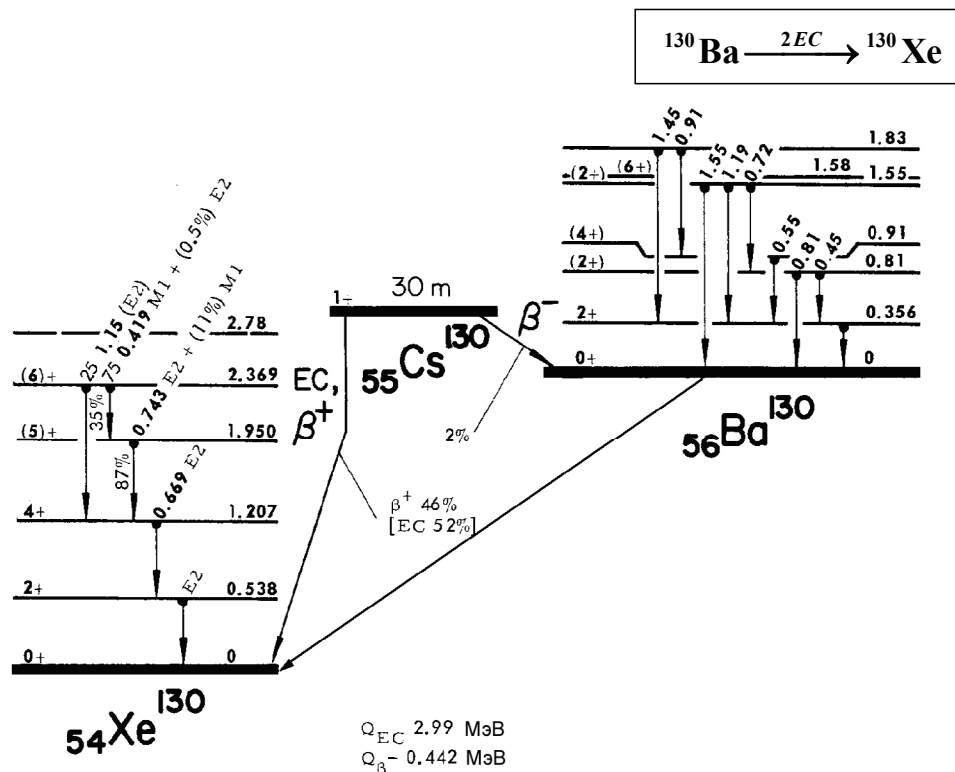 ¹³⁰Ba 2EC ¹³⁰Xe
1.45 0.91
1.83
1.55 1.19 0.72
(6+) 1.58
(2+) 1.55
(4+) 0.91
0.55 0.81 0.45
(2+) 0.81
2+ 0.356
0+ 0
₅₆Ba¹³⁰
30 m
1+
₅₅Cs¹³⁰
β⁻
2%
EC,
β⁺
β⁺ 46%
[EC 52%]
25 1.15 (E2)
75 0.419 M1 + (0.5%) E2
0.743 E2 + (11%) M1
2.78
(6)+ 2.369
35%
(5)+ 1.950
87%
0.669 E2
4+ 1.207
2+ 0.538
E2
0+ 0
₅₄Xe¹³⁰
Q_EC 2.99 МэВ
Q_β⁻ 0.442 МэВ